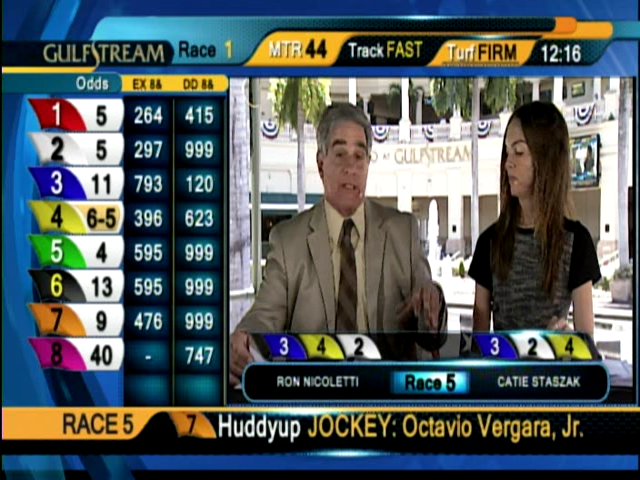 GULFSTREAM Race 1 MTR 44 Track FAST Turf FIRM 12:16
Odds EX 8& DD 8&
1 5 264 415
2 5 297 999
3 11 793 120
4 6-5 396 623
5 4 595 999
6 13 595 999
7 9 476 999
8 40 - 747
AT GULFSTREAM
3 4 2 3 2 4
RON NICOLETTI Race 5 CATIE STASZAK
RACE 5 7 Huddyup JOCKEY: Octavio Vergara, Jr.